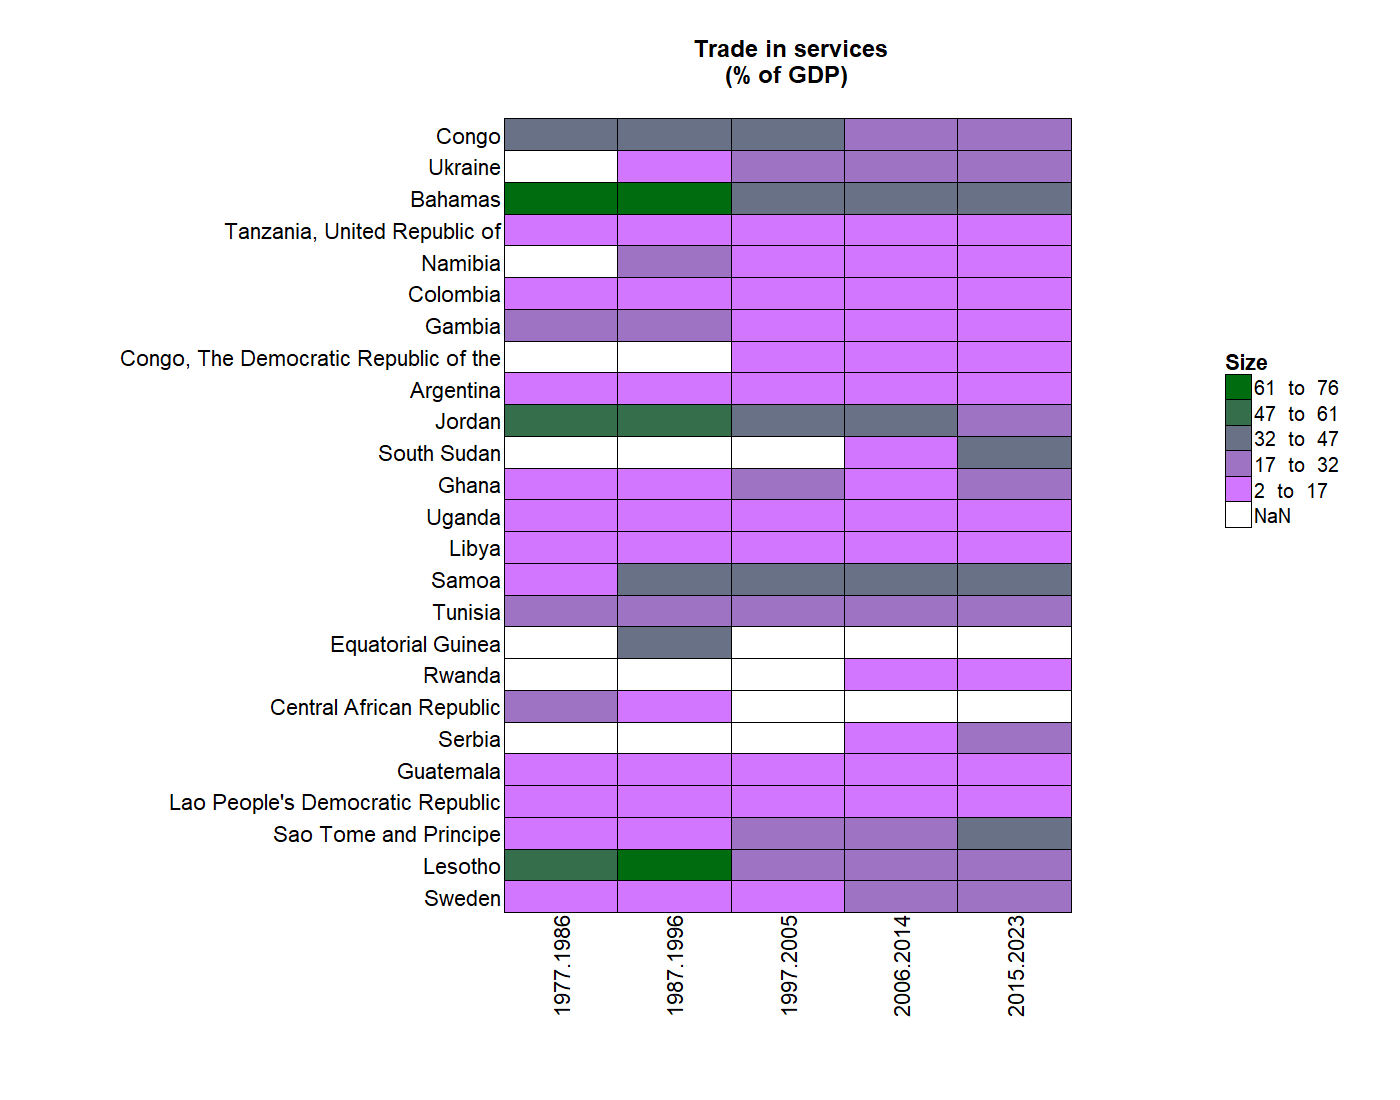 Trade in services
(% of GDP)
Congo
Ukraine
Bahamas
Tanzania, United Republic of
Namibia
Colombia
Gambia
Congo, The Democratic Republic of the
Argentina
Jordan
South Sudan
Ghana
Uganda
Libya
Samoa
Tunisia
Equatorial Guinea
Rwanda
Central African Republic
Serbia
Guatemala
Lao People's Democratic Republic
Sao Tome and Principe
Lesotho
Sweden
1977.1986
1987.1996
1997.2005
2006.2014
2015.2023
Size
61 to 76
47 to 61
32 to 47
17 to 32
2 to 17
NaN